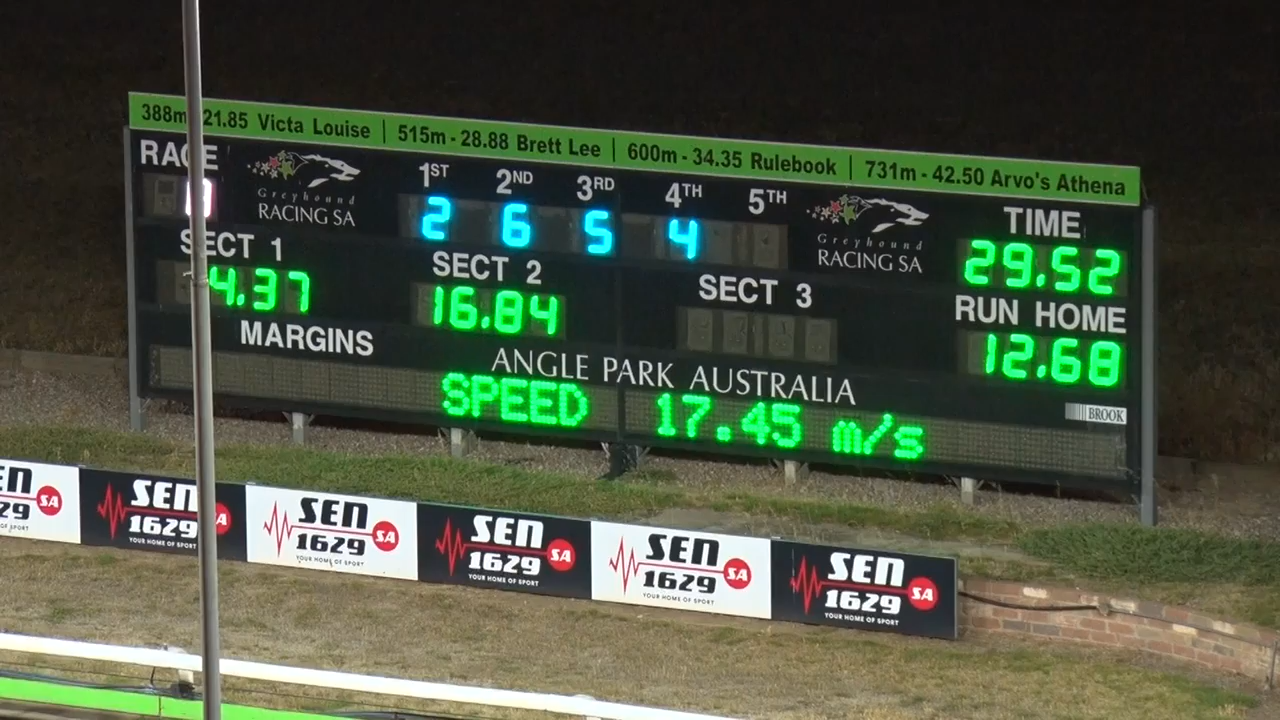 388m 21.85 Victa Louise | 515m - 28.88 Brett Lee | 600m - 34.35 Rulebook | 731m - 42.50 Arvo's Athena
RACE
Greyhound
RACING SA
1ST 2ND 3RD 4TH 5TH
2 6 5 4
Greyhound
RACING SA
TIME
29.52
SECT 1
4.37
SECT 2
16.84
SECT 3
RUN HOME
12.68
MARGINS
ANGLE PARK AUSTRALIA
SPEED 17.45 m/s
BROOK
SEN SA
1629
YOUR HOME OF SPORT
SEN SA
1629
YOUR HOME OF SPORT
SEN SA
1629
YOUR HOME OF SPORT
SEN SA
1629
YOUR HOME OF SPORT
SEN SA
1629
YOUR HOME OF SPORT